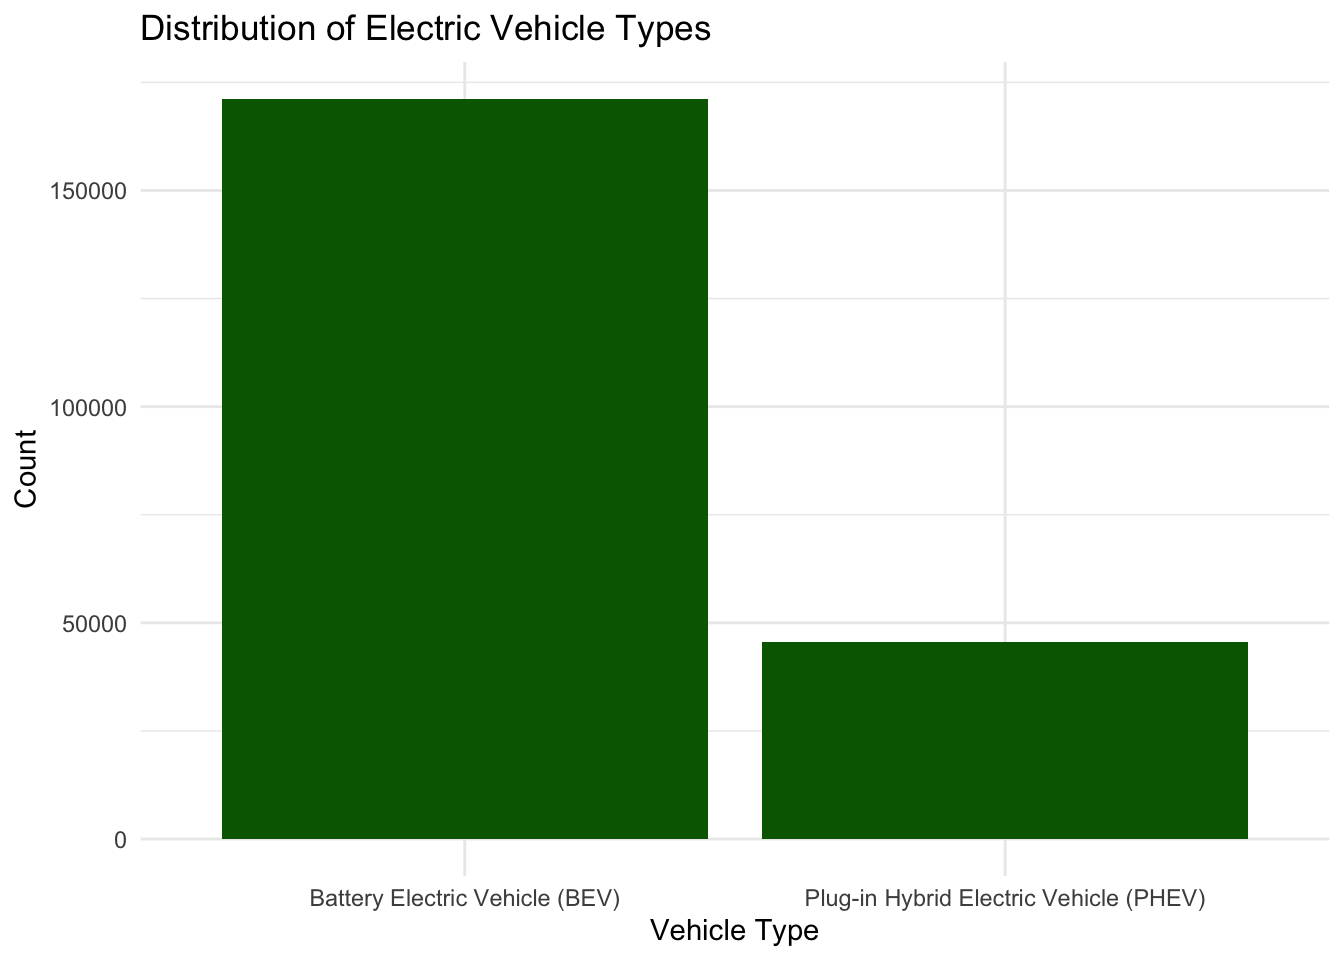 Distribution of Electric Vehicle Types
Count
150000
100000
50000
0
Battery Electric Vehicle (BEV)
Plug-in Hybrid Electric Vehicle (PHEV)
Vehicle Type